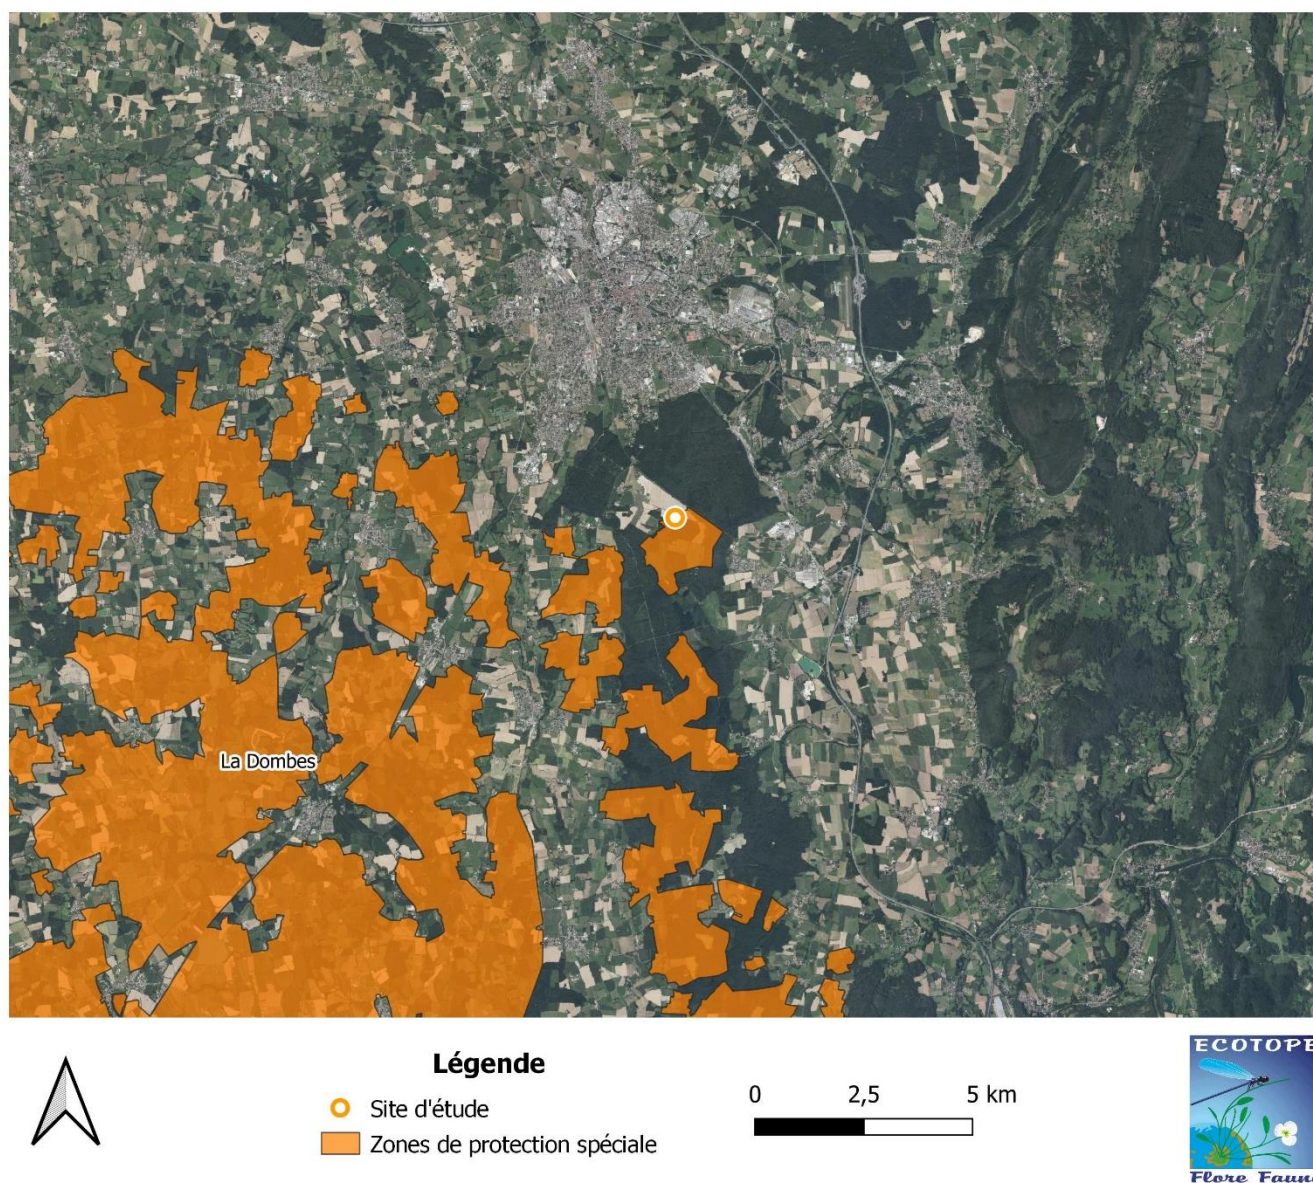 La Dombes
Légende
Site d'étude
Zones de protection spéciale
0 2,5 5 km
ECOTOPE
Flore Faun